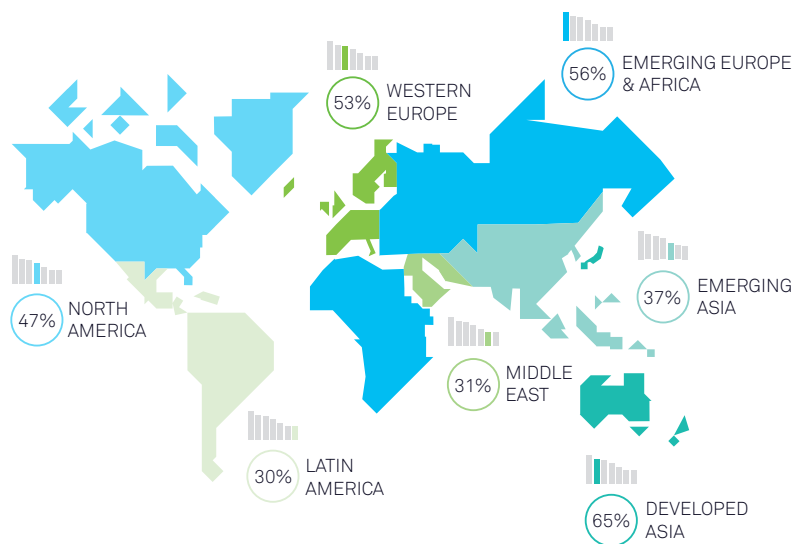 56%
EMERGING EUROPE
& AFRICA
53%
WESTERN
EUROPE
47%
NORTH
AMERICA
37%
EMERGING
ASIA
31%
MIDDLE
EAST
30%
LATIN
AMERICA
65%
DEVELOPED
ASIA